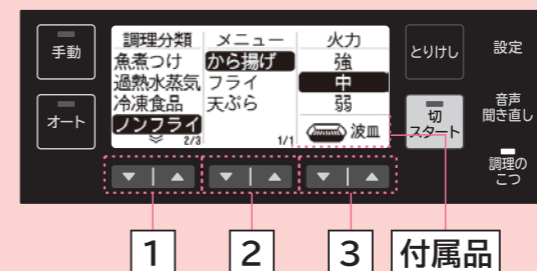 手動
オート
調理分類
魚煮つけ
過熱水蒸気
冷凍食品
ノンフライ
2/3
メニュー
から揚げ
フライ
天ぷら
1/1
火力
強
中
弱
波皿
とりけし
切
スタート
設定
音声
聞き直し
調理の
こつ
▼ | ▲
▼ | ▲
▼ | ▲
1
2
3
付属品